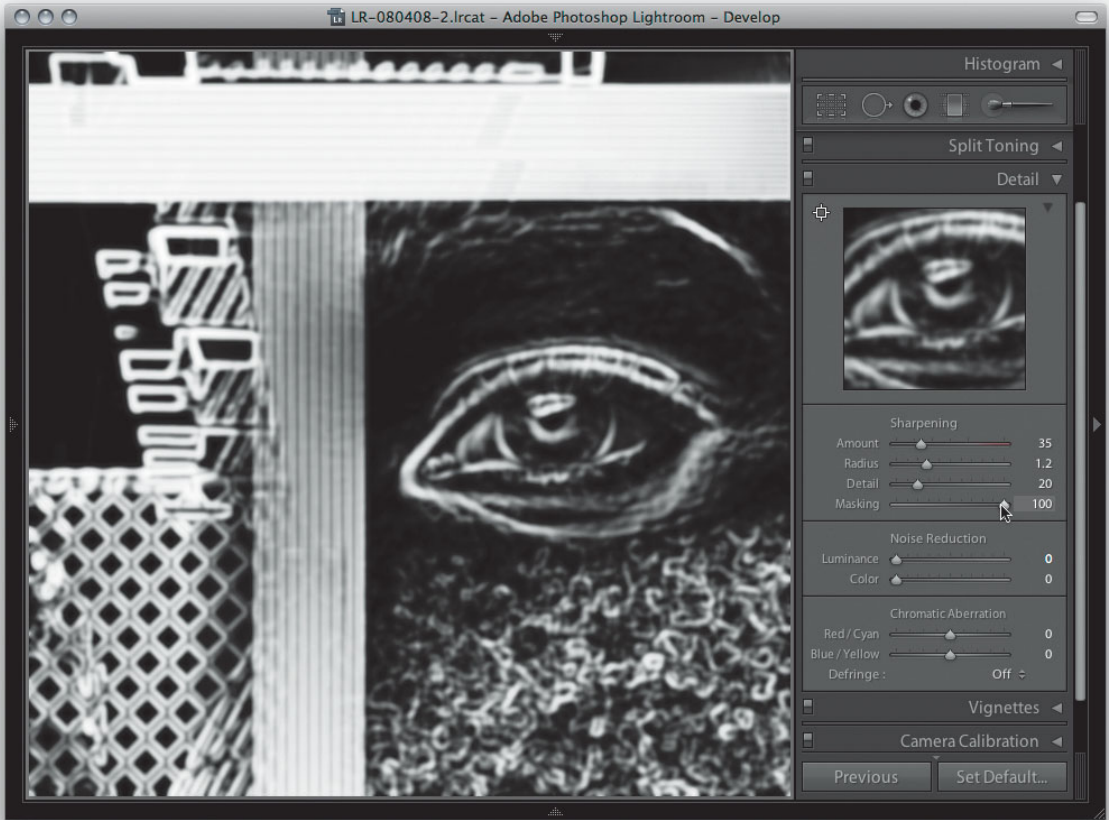 LR-080408-2.lrcat - Adobe Photoshop Lightroom - Develop
Histogram
Split Toning
Detail
Sharpening
Amount 35
Radius 1.2
Detail 20
Masking 100
Noise Reduction
Luminance 0
Color 0
Chromatic Aberration
Red / Cyan 0
Blue / Yellow 0
Defringe : Off
Vignettes
Camera Calibration
Previous Set Default...